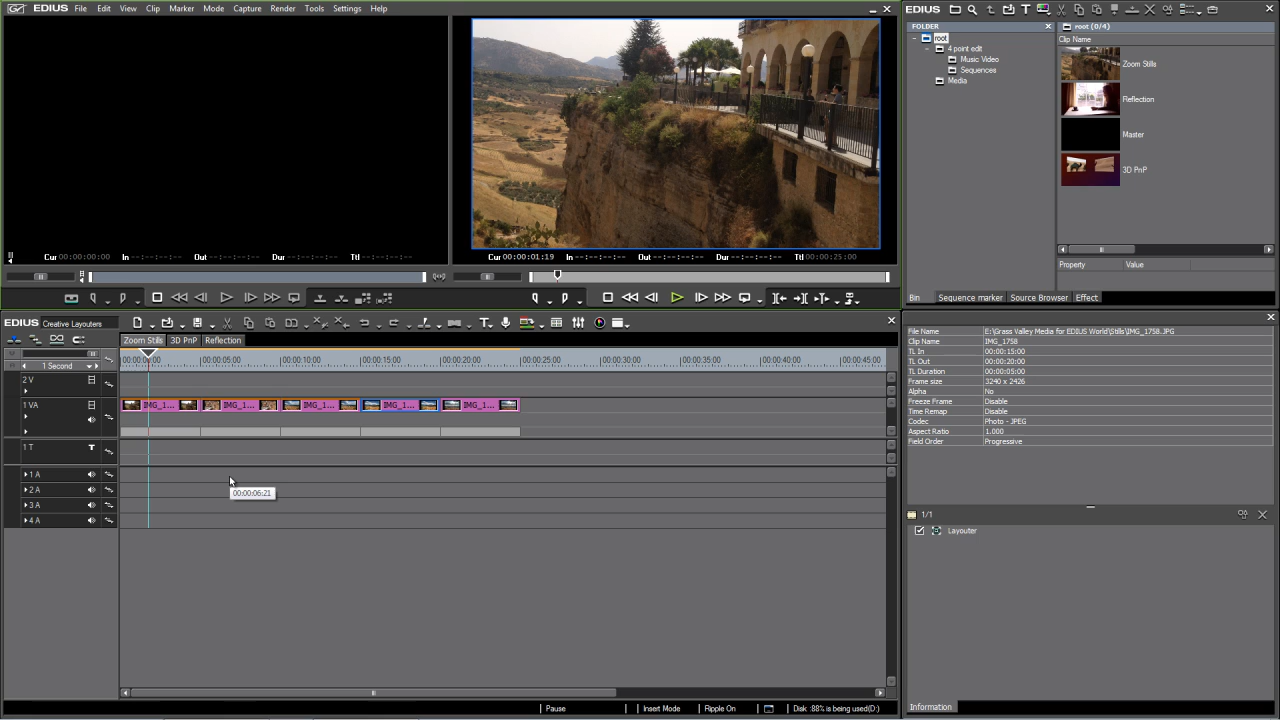 EDIUS File Edit View Clip Marker Mode Capture Render Tools Settings Help
Cur 00:00:00:00 In --:--:--:-- Out --:--:--:-- Dur --:--:--:-- Ttl --:--:--:--
Cur 00:00:01:19 In --:--:--:-- Out --:--:--:-- Dur --:--:--:-- Ttl 00:00:25:00
EDIUS
FOLDER
root
4 point edit
Music Video
Sequences
Media
root (0/4)
Clip Name
Zoom Stills
Reflection
Master
3D PnP
Property Value
Bin Sequence marker Source Browser Effect
EDIUS Creative Layouters
Zoom Stills 3D PnP Reflection
1 Second
00:00:00:00 00:00:05:00 00:00:10:00 00:00:15:00 00:00:20:00 00:00:25:00 00:00:30:00 00:00:35:00 00:00:40:00 00:00:45:00
2 V
1 VA IMG_1... IMG_1... IMG_1... IMG_1... IMG_1...
1 T T
1 A
2 A
3 A
4 A
00:00:06:21
File Name E:\Grass Valley Media for EDIUS World\Stills\IMG_1758.JPG
Clip Name IMG_1758
TL In 00:00:15:00
TL Out 00:00:20:00
TL Duration 00:00:05:00
Frame size 3240 x 2426
Alpha No
Freeze Frame Disable
Time Remap Disable
Codec Photo - JPEG
Aspect Ratio 1.000
Field Order Progressive
1/1
Layouter
Information
Pause Insert Mode Ripple On Disk :88% is being used(D:)